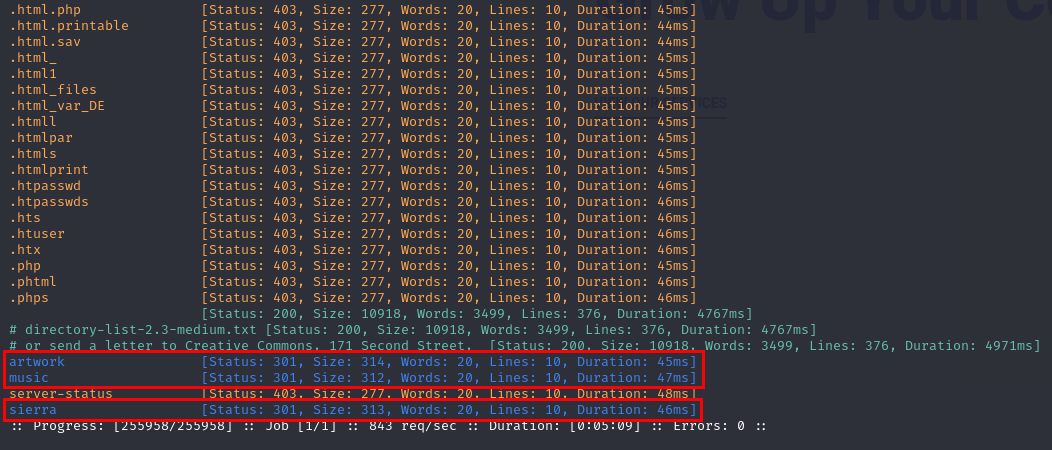 .html.php [Status: 403, Size: 277, Words: 20, Lines: 10, Duration: 45ms]
.html.printable [Status: 403, Size: 277, Words: 20, Lines: 10, Duration: 44ms]
.html.sav [Status: 403, Size: 277, Words: 20, Lines: 10, Duration: 44ms]
.html_ [Status: 403, Size: 277, Words: 20, Lines: 10, Duration: 45ms]
.html1 [Status: 403, Size: 277, Words: 20, Lines: 10, Duration: 45ms]
.html_files [Status: 403, Size: 277, Words: 20, Lines: 10, Duration: 45ms]
.html_var_DE [Status: 403, Size: 277, Words: 20, Lines: 10, Duration: 45ms]
.htmll [Status: 403, Size: 277, Words: 20, Lines: 10, Duration: 45ms]
.htmlpar [Status: 403, Size: 277, Words: 20, Lines: 10, Duration: 45ms]
.htmls [Status: 403, Size: 277, Words: 20, Lines: 10, Duration: 45ms]
.htmlprint [Status: 403, Size: 277, Words: 20, Lines: 10, Duration: 45ms]
.htpasswd [Status: 403, Size: 277, Words: 20, Lines: 10, Duration: 46ms]
.htpasswds [Status: 403, Size: 277, Words: 20, Lines: 10, Duration: 46ms]
.hts [Status: 403, Size: 277, Words: 20, Lines: 10, Duration: 46ms]
.htuser [Status: 403, Size: 277, Words: 20, Lines: 10, Duration: 46ms]
.htx [Status: 403, Size: 277, Words: 20, Lines: 10, Duration: 46ms]
.php [Status: 403, Size: 277, Words: 20, Lines: 10, Duration: 45ms]
.phtml [Status: 403, Size: 277, Words: 20, Lines: 10, Duration: 46ms]
.phps [Status: 403, Size: 277, Words: 20, Lines: 10, Duration: 46ms]
[Status: 200, Size: 10918, Words: 3499, Lines: 376, Duration: 4767ms]
# directory-list-2.3-medium.txt [Status: 200, Size: 10918, Words: 3499, Lines: 376, Duration: 4767ms]
# or send a letter to Creative Commons, 171 Second Street, [Status: 200, Size: 10918, Words: 3499, Lines: 376, Duration: 4971ms]
artwork [Status: 301, Size: 314, Words: 20, Lines: 10, Duration: 45ms]
music [Status: 301, Size: 312, Words: 20, Lines: 10, Duration: 47ms]
server-status [Status: 403, Size: 277, Words: 20, Lines: 10, Duration: 48ms]
sierra [Status: 301, Size: 313, Words: 20, Lines: 10, Duration: 46ms]
:: Progress: [255958/255958] :: Job [1/1] :: 843 req/sec :: Duration: [0:05:09] :: Errors: 0 ::
Up Your